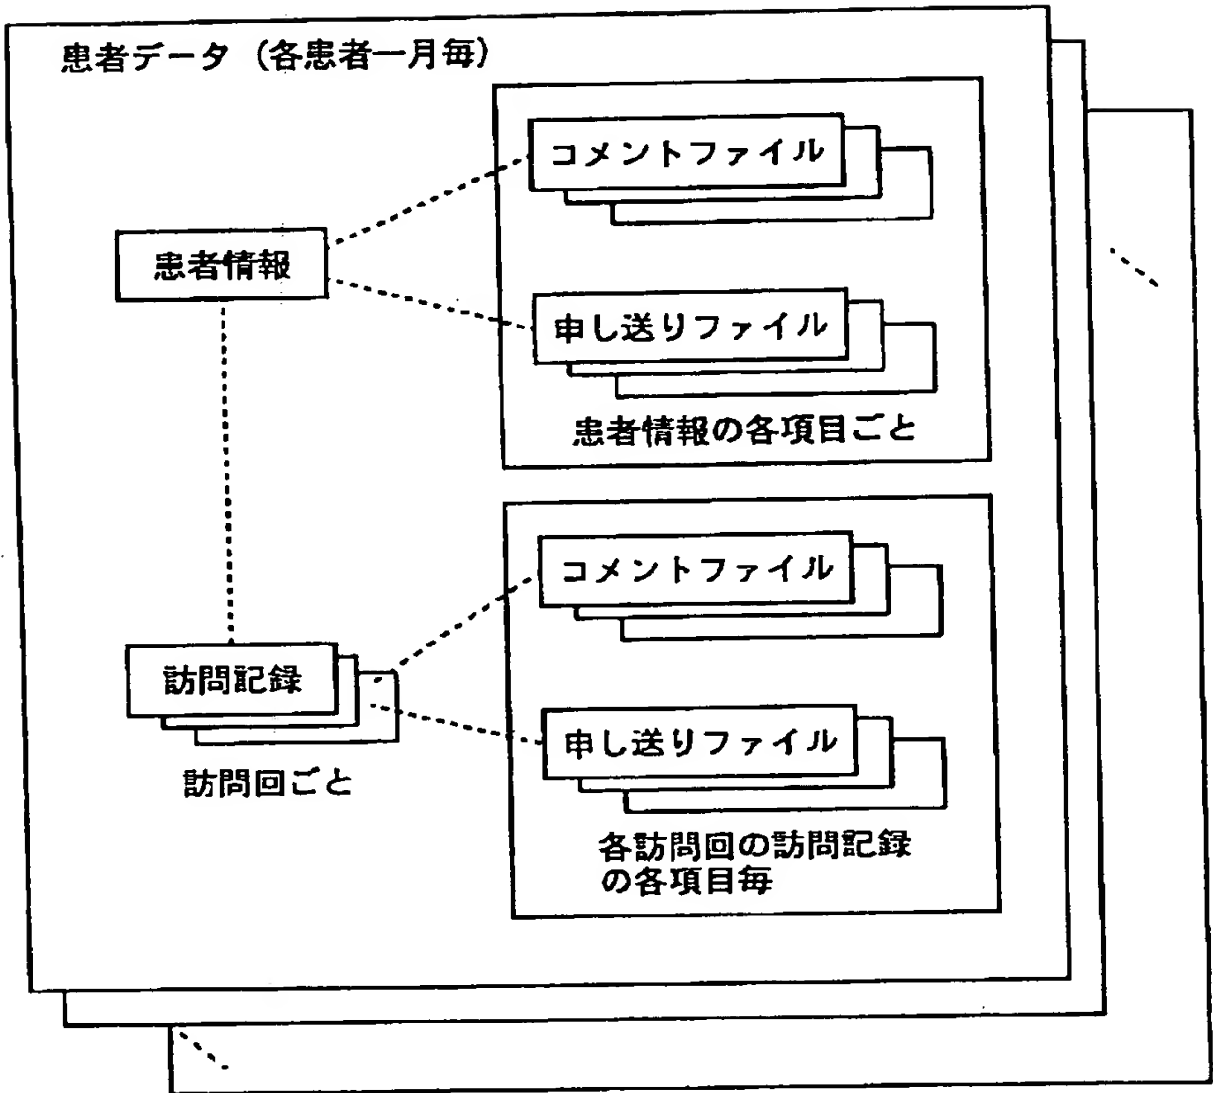 患者データ（各患者一月毎）
コメントファイル
患者情報
申し送りファイル
患者情報の各項目ごと
コメントファイル
訪問記録
申し送りファイル
訪問回ごと
各訪問回の訪問記録
の各項目毎